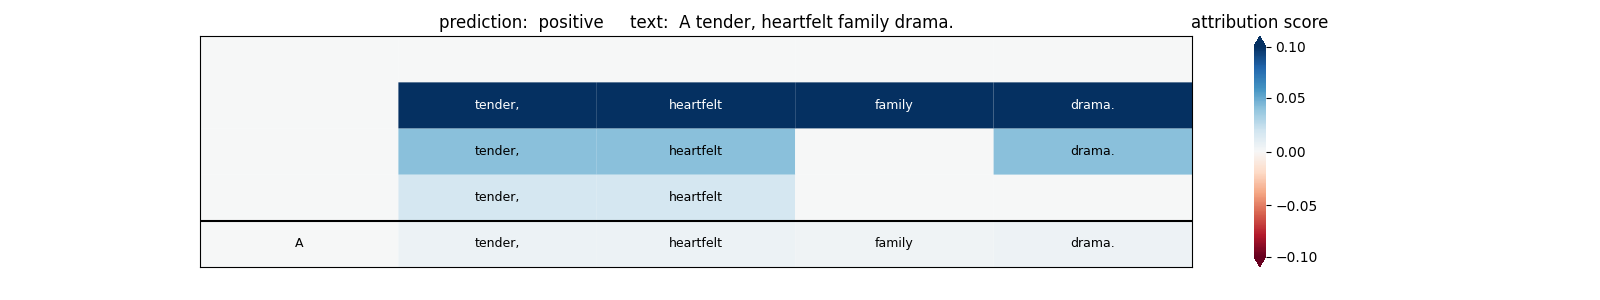 prediction:  positive     text:  A tender, heartfelt family drama.
attribution score
tender, heartfelt family drama.
tender, heartfelt drama.
tender, heartfelt
A tender, heartfelt family drama.
0.10
0.05
0.00
−0.05
−0.10